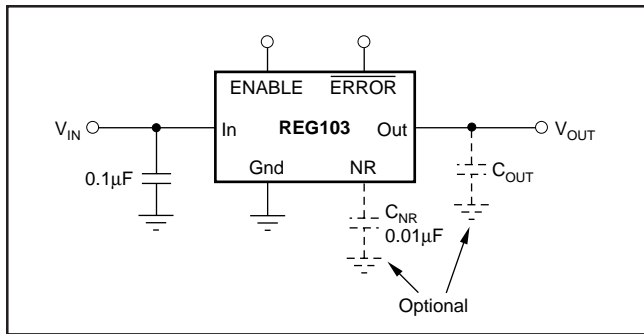 ENABLE ERROR
V_IN In REG103 Out V_OUT
0.1µF Gnd NR C_OUT
C_NR
0.01µF
Optional